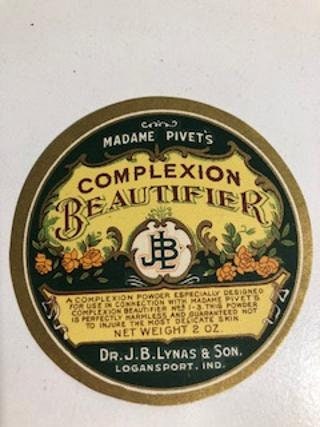 MADAME PIVET'S
COMPLEXION
BEAUTIFIER
JBL
A COMPLEXION POWDER ESPECIALLY DESIGNED
FOR USE IN CONNECTION WITH MADAME PIVET'S
COMPLEXION BEAUTIFIER NOS 1-3. THIS POWDER
IS PERFECTLY HARMLESS AND GUARANTEED NOT
TO INJURE THE MOST DELICATE SKIN
NET WEIGHT 2 OZ.
DR. J. B. LYNAS & SON.
LOGANSPORT, IND.